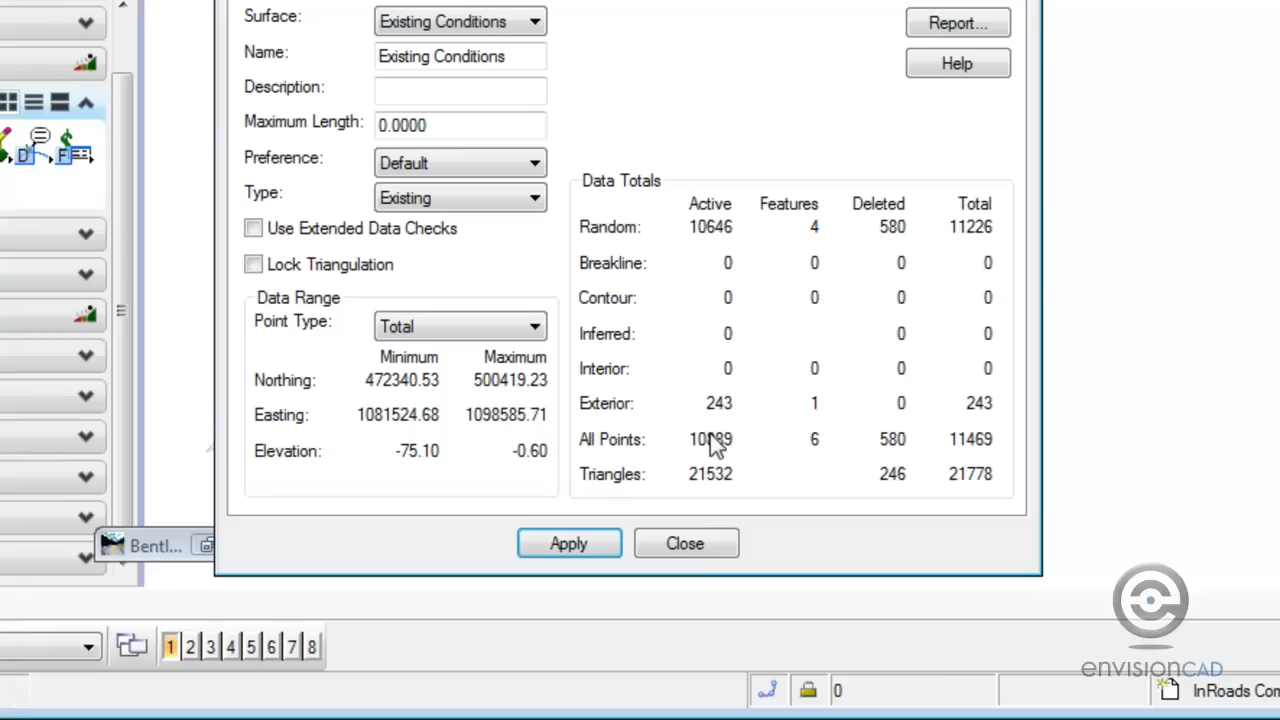 Surface: Existing Conditions
Report...
Name: Existing Conditions
Help
Description:
Maximum Length: 0.0000
Preference: Default
Type: Existing
Use Extended Data Checks
Lock Triangulation
Data Range
Point Type: Total
Minimum Maximum
Northing: 472340.53 500419.23
Easting: 1081524.68 1098585.71
Elevation: -75.10 -0.60
Data Totals
Active Features Deleted Total
Random: 10646 4 580 11226
Breakline: 0 0 0 0
Contour: 0 0 0 0
Inferred: 0 0 0
Interior: 0 0 0 0
Exterior: 243 1 0 243
All Points: 6 580 11469
Triangles: 21532 246 21778
Apply Close
D F
Bentl...
1 2 3 4 5 6 7 8
envisionCAD
0
InRoads Com